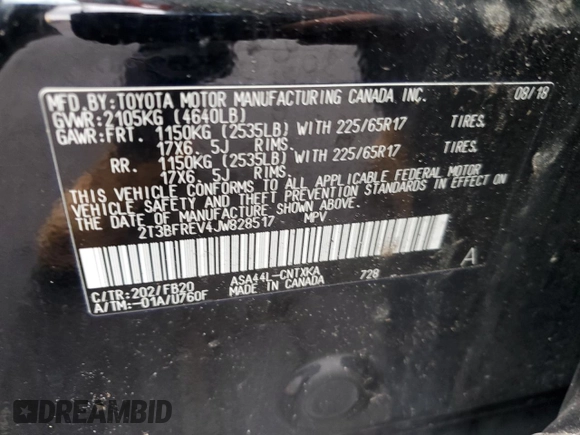 MFD.BY:TOYOTA MOTOR MANUFACTURING CANADA INC. 08/18
GVWR:2105KG (4640LB)
GAWR:FRT. 1150KG (2535LB) WITH 225/65R17 TIRES,
17X6. 5J RIMS.
RR. 1150KG (2535LB) WITH 225/65R17 TIRES,
17X6. 5J RIMS.
THIS VEHICLE CONFORMS TO ALL APPLICABLE FEDERAL MOTOR
VEHICLE SAFETY AND THEFT PREVENTION STANDARDS IN EFFECT ON
THE DATE OF MANUFACTURE SHOWN ABOVE.
2T3BFREV4JW828517 MPV
A
C/TR:202/FB20 ASA44L-CNTXKA 728
A/TM:-01A/U760F MADE IN CANADA
DREAMBID